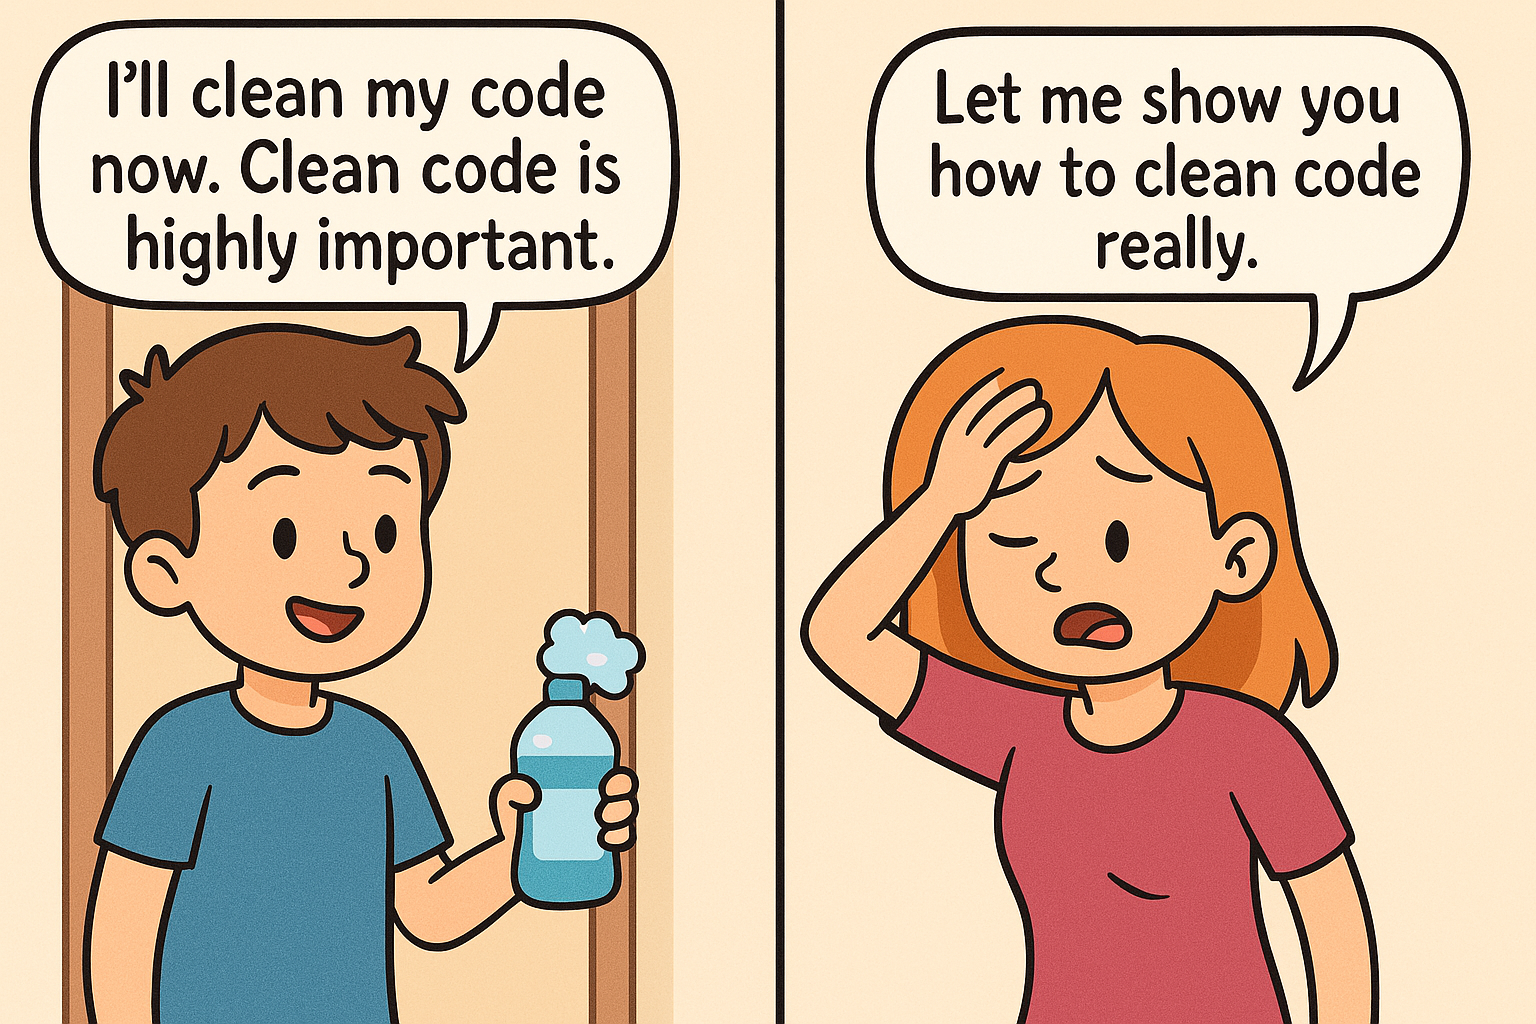 I'll clean my code
now. Clean code is
highly important.
Let me show you
how to clean code
really.